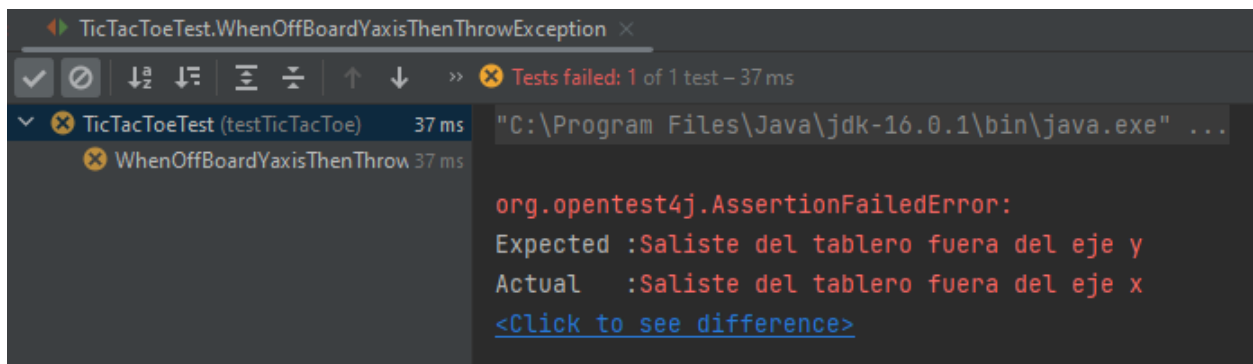 TicTacToeTest.WhenOffBoardYaxisThenThrowException ×
» Tests failed: 1 of 1 test – 37 ms
TicTacToeTest (testTicTacToe) 37 ms
WhenOffBoardYaxisThenThrow 37 ms
"C:\Program Files\Java\jdk-16.0.1\bin\java.exe" ...
org.opentest4j.AssertionFailedError:
Expected :Saliste del tablero fuera del eje y
Actual   :Saliste del tablero fuera del eje x
<Click to see difference>